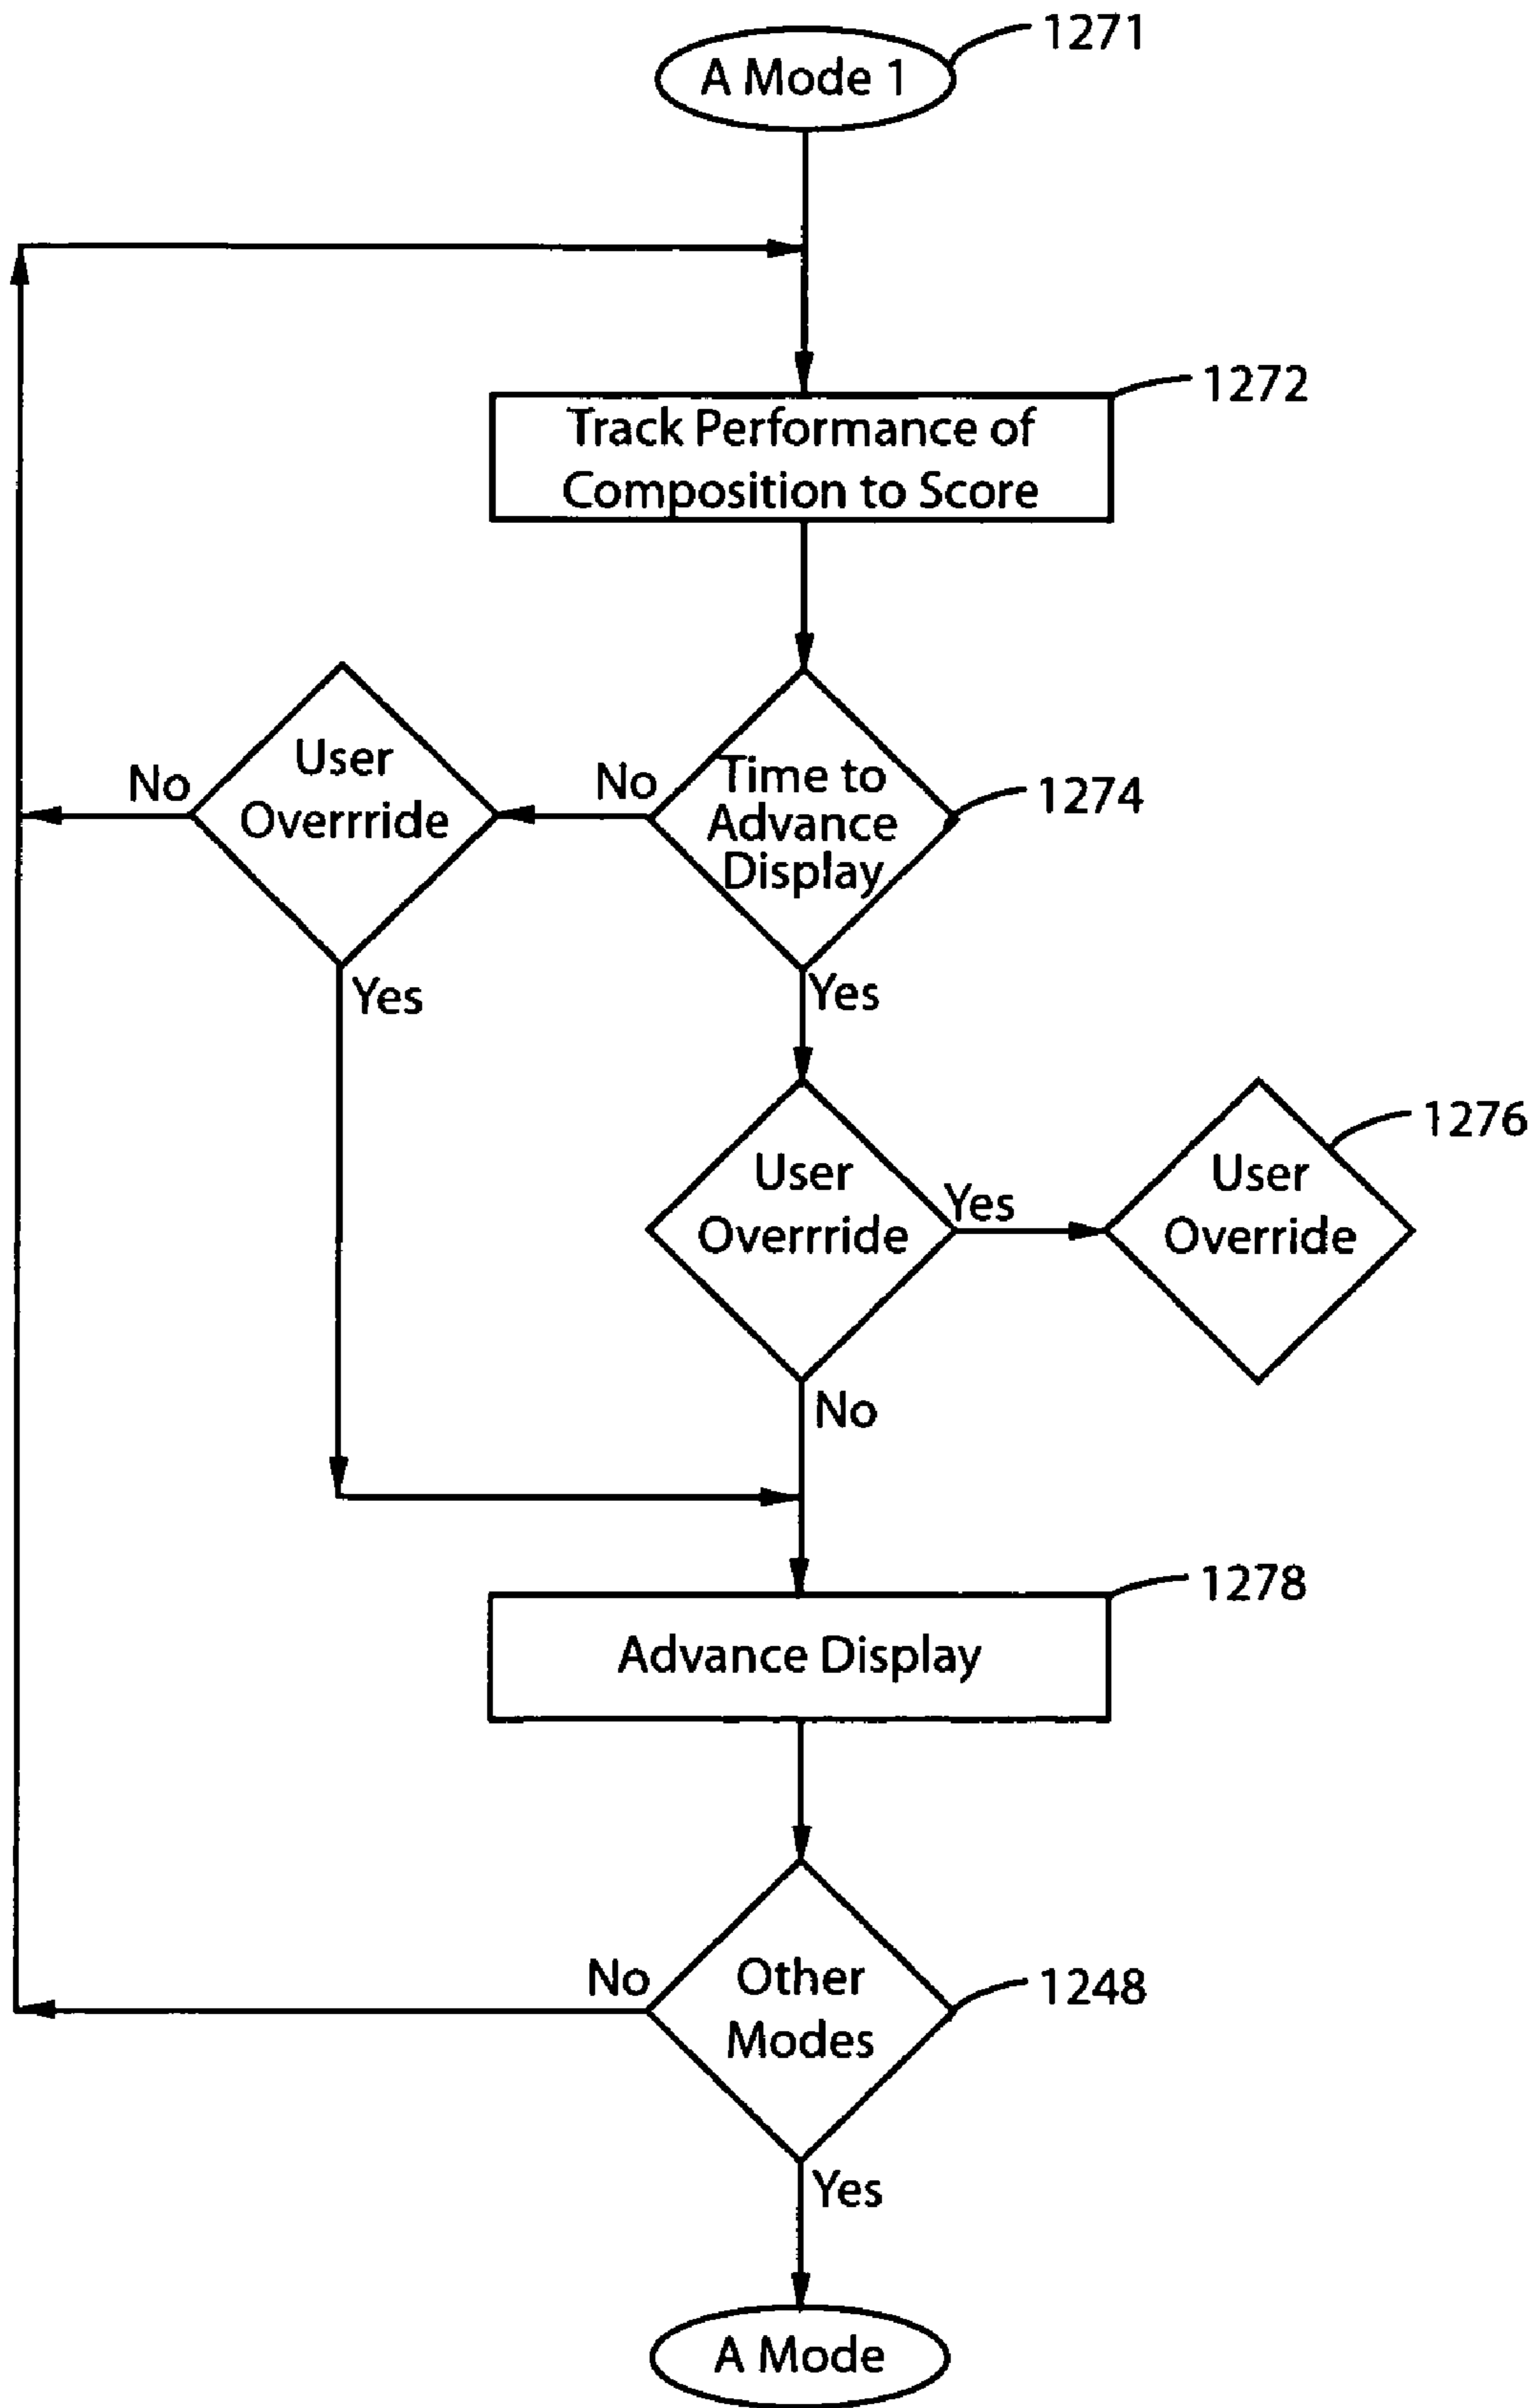 A Mode 1
1271
1272
Track Performance of
Composition to Score
Time to
Advance
Display
1274
No
User
Overrride
No
Yes
Yes
User
Overrride
Yes
User
Override
1276
No
1278
Advance Display
Other
Modes
1248
No
Yes
A Mode